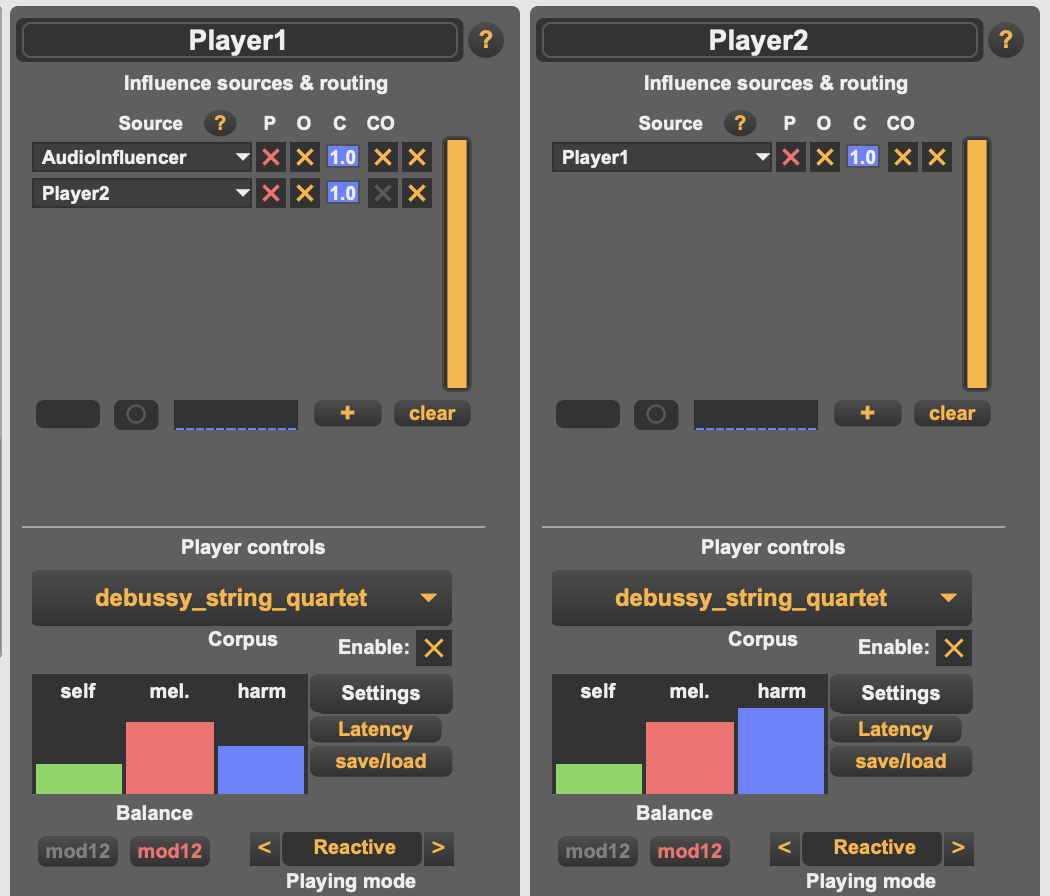 Player1 ?
Influence sources & routing
Source ? P O C CO
AudioInfluencer 1.0
Player2 1.0
+ clear
Player controls
debussy_string_quartet
Corpus Enable:
self mel. harm Settings
Latency
save/load
Balance
mod12 mod12 < Reactive >
Playing mode
Player2 ?
Influence sources & routing
Source ? P O C CO
Player1 1.0
+ clear
Player controls
debussy_string_quartet
Corpus Enable:
self mel. harm Settings
Latency
save/load
Balance
mod12 mod12 < Reactive >
Playing mode